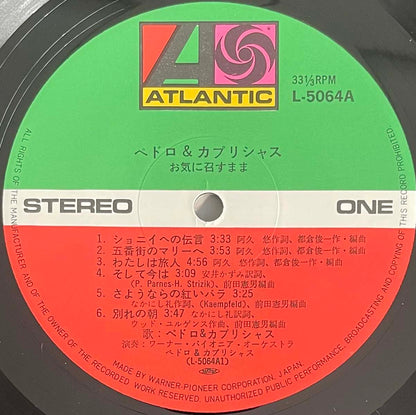 ATLANTIC
33⅓RPM
L-5064A
ペドロ & カプリシャス
お気に召すまま
STEREO
ONE
1. ジョニイへの伝言 3:33 阿久 悠作詞、都倉俊一作・編曲
2. 五番街のマリーへ 3:53 阿久 悠作詞、都倉俊一作・編曲
3. わたしは旅人 4:56 阿久 悠作詞、都倉俊一作・編曲
4. そして今は 3:09 安井かずみ訳詞、
(P. Parnes-H. Strizik)、前田憲男編曲
5. さようならの紅いバラ 3:25
なかにし礼作詞、(Kaempfeld)、前田憲男編曲
6. 別れの朝 3:47 なかにし礼訳詞、
ウッド・ユルゲンス作曲、前田憲男編曲
歌：ペドロ&カプリシャス
演奏：ワーナー・パイオニア・オーケストラ
ペドロ & カプリシャス
(L-5064A1)
ALL RIGHTS OF THE MANUFACTURER AND OF THE OWNER OF THE RECORDED WORK RESERVED. UNAUTHORIZED PUBLIC PERFORMANCE, BROADCASTING AND COPYING OF THIS RECORD PROHIBITED.
MADE BY WARNER-PIONEER CORPORATION, JAPAN.